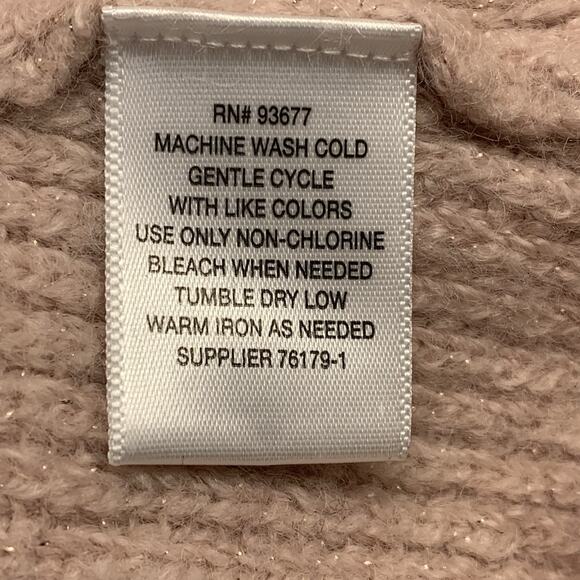 RN# 93677
MACHINE WASH COLD
GENTLE CYCLE
WITH LIKE COLORS
USE ONLY NON-CHLORINE
BLEACH WHEN NEEDED
TUMBLE DRY LOW
WARM IRON AS NEEDED
SUPPLIER 76179-1